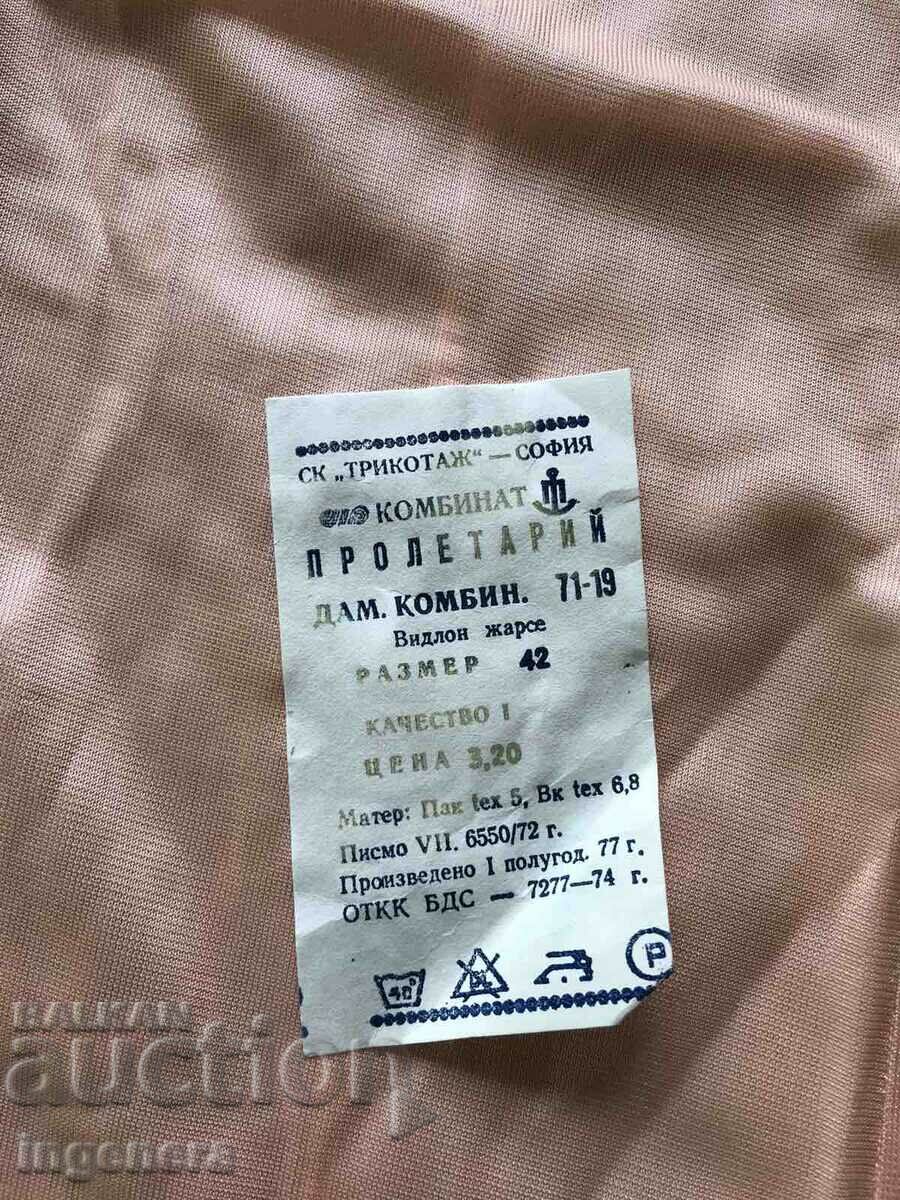 СК „ТРИКОТАЖ“ — СОФИЯ
КОМБИНАТ
ПРОЛЕТАРИЙ
ДАМ. КОМБИН. 71-19
Видлон жарсе
РАЗМЕР 42
КАЧЕСТВО I
ЦЕНА 3,20
Матер: Пак tex 5, Вк tex 6,8
Писмо VII. 6550/72 г.
Произведено I полугод. 77 г.
ОТКК БДС — 7277—74 г.
40° P
BALKAN
auction
ingenera